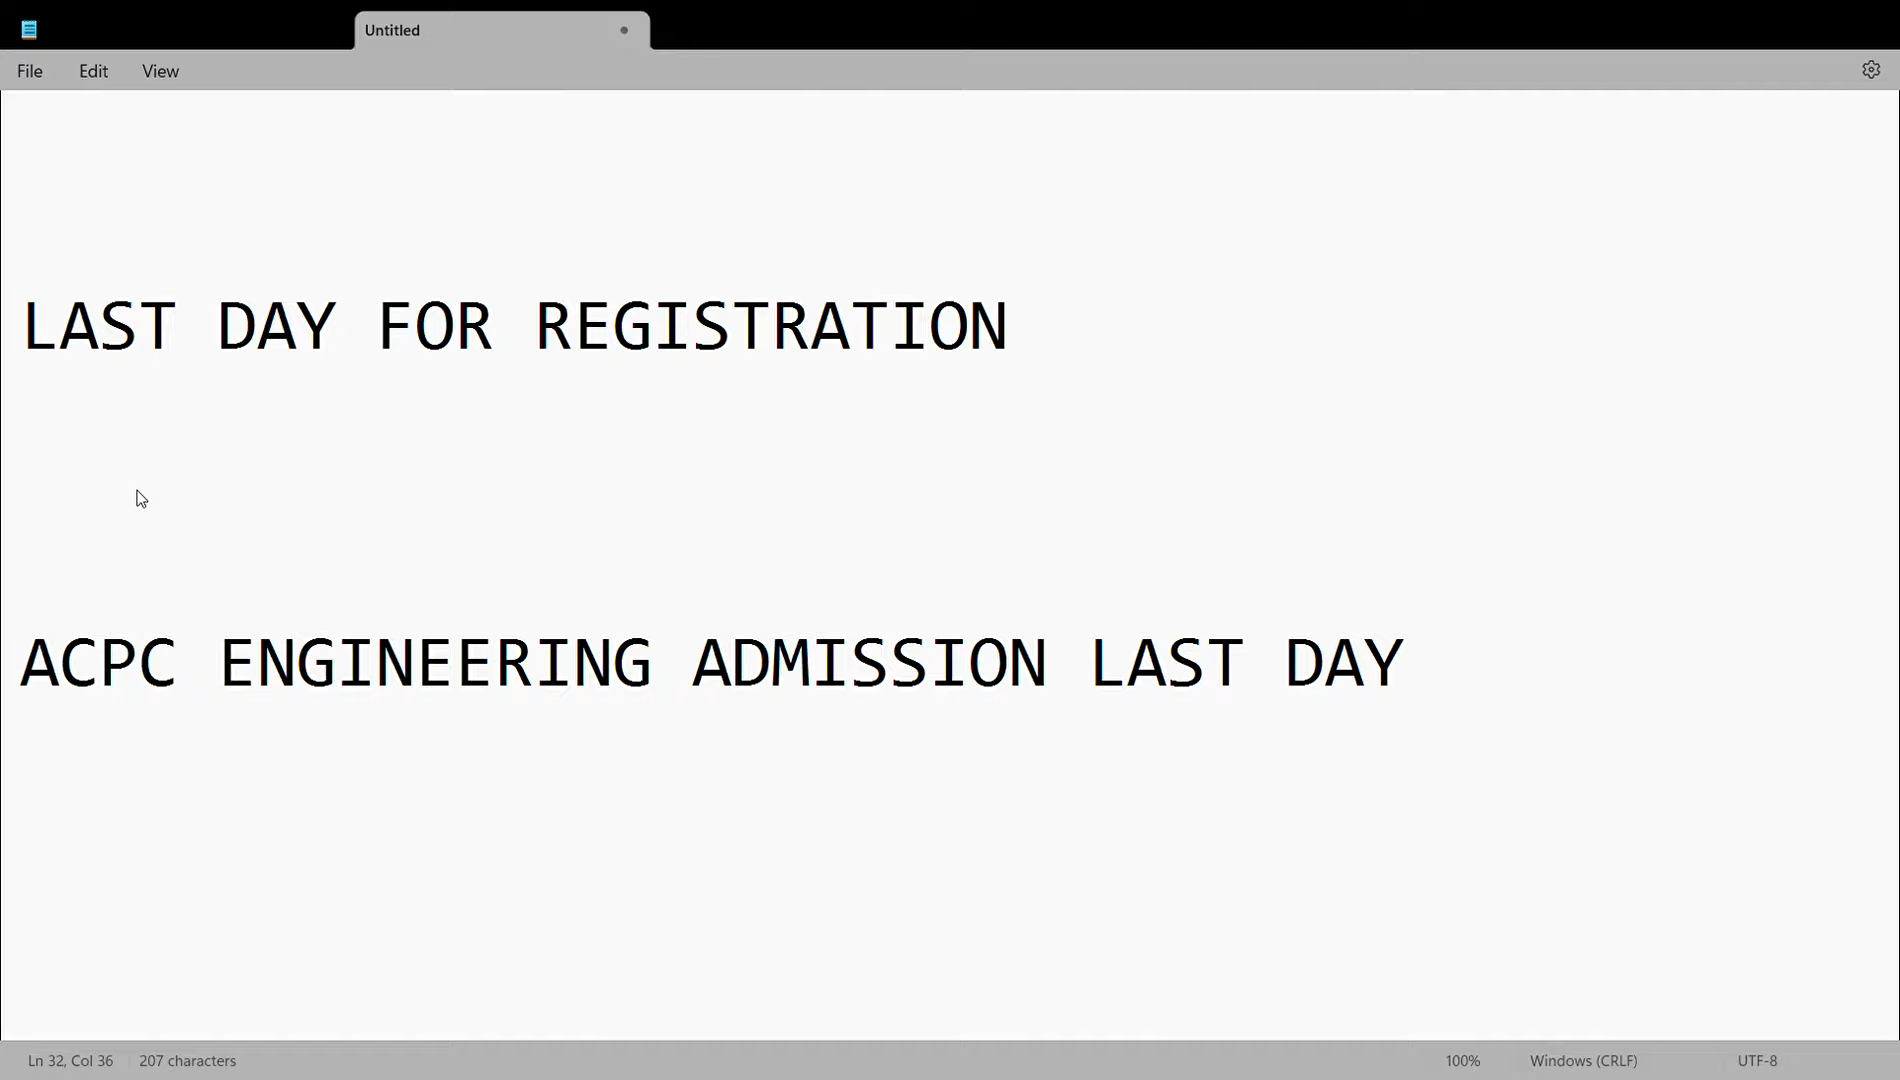 Untitled
File Edit View
LAST DAY FOR REGISTRATION
ACPC ENGINEERING ADMISSION LAST DAY
Ln 32, Col 36 207 characters 100% Windows (CRLF) UTF-8